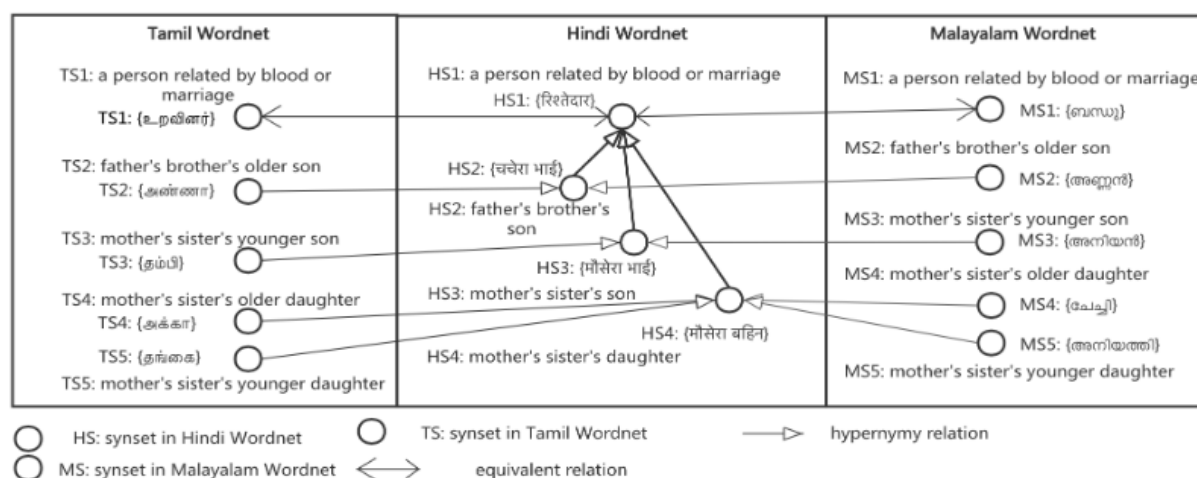 Tamil Wordnet
TS1: a person related by blood or
marriage
TS1: {உறவினர்}
TS2: father's brother's older son
TS2: {அண்ணா}
TS3: mother's sister's younger son
TS3: {தம்பி}
TS4: mother's sister's older daughter
TS4: {அக்கா}
TS5: {தங்கை}
TS5: mother's sister's younger daughter
Hindi Wordnet
HS1: a person related by blood or marriage
HS1: {रिश्तेदार}
HS2: {चचेरा भाई}
HS2: father's brother's
son
HS3: {मौसेरा भाई}
HS3: mother's sister's son
HS4: {मौसेरा बहिन}
HS4: mother's sister's daughter
Malayalam Wordnet
MS1: a person related by blood or marriage
MS1: {ബന്ധു}
MS2: father's brother's older son
MS2: {അണ്ണൻ}
MS3: mother's sister's younger son
MS3: {അനിയൻ}
MS4: mother's sister's older daughter
MS4: {ചേച്ചി}
MS5: {അനിയത്തി}
MS5: mother's sister's younger daughter
HS: synset in Hindi Wordnet
TS: synset in Tamil Wordnet
hypernymy relation
MS: synset in Malayalam Wordnet
equivalent relation